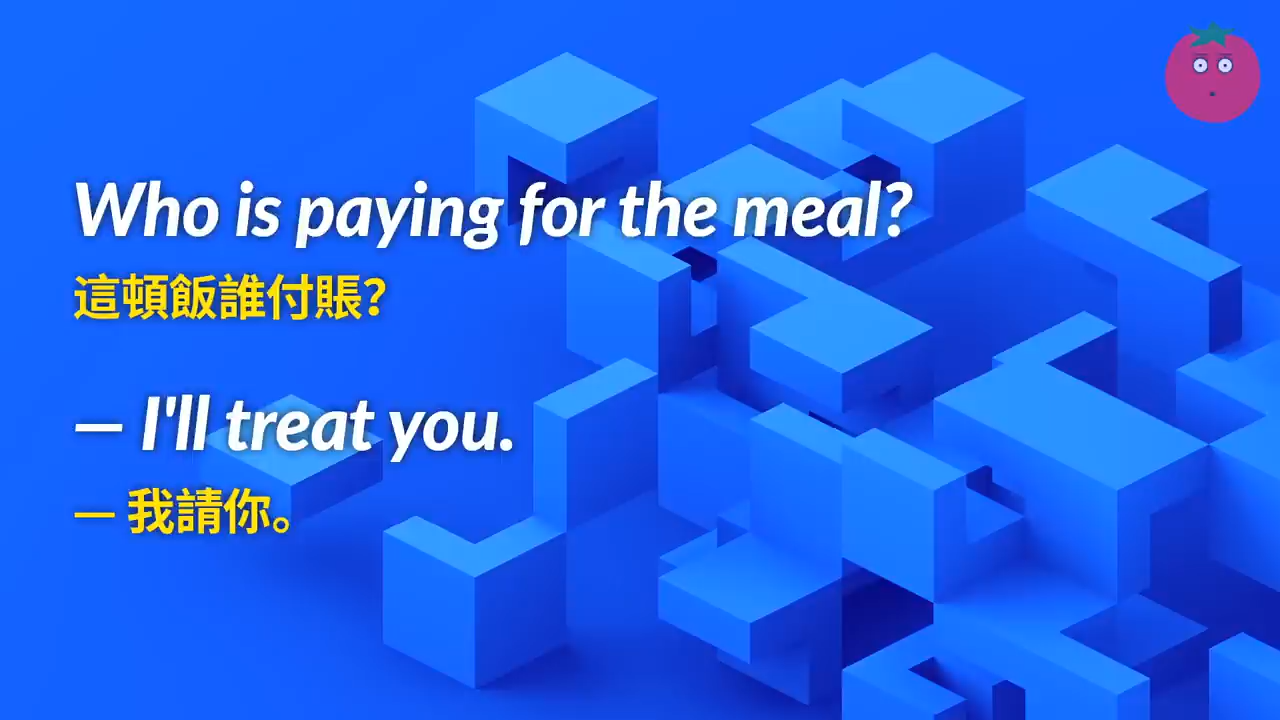 Who is paying for the meal?
這頓飯誰付賬?
— I'll treat you.
— 我請你。